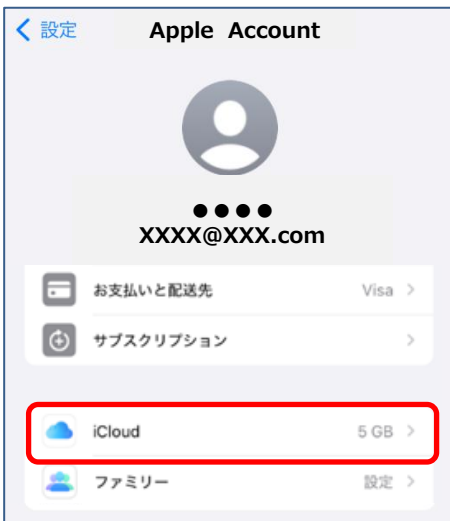 設定 Apple Account
●●●●
XXXX@XXX.com
お支払いと配送先 Visa
サブスクリプション
iCloud 5 GB
ファミリー 設定